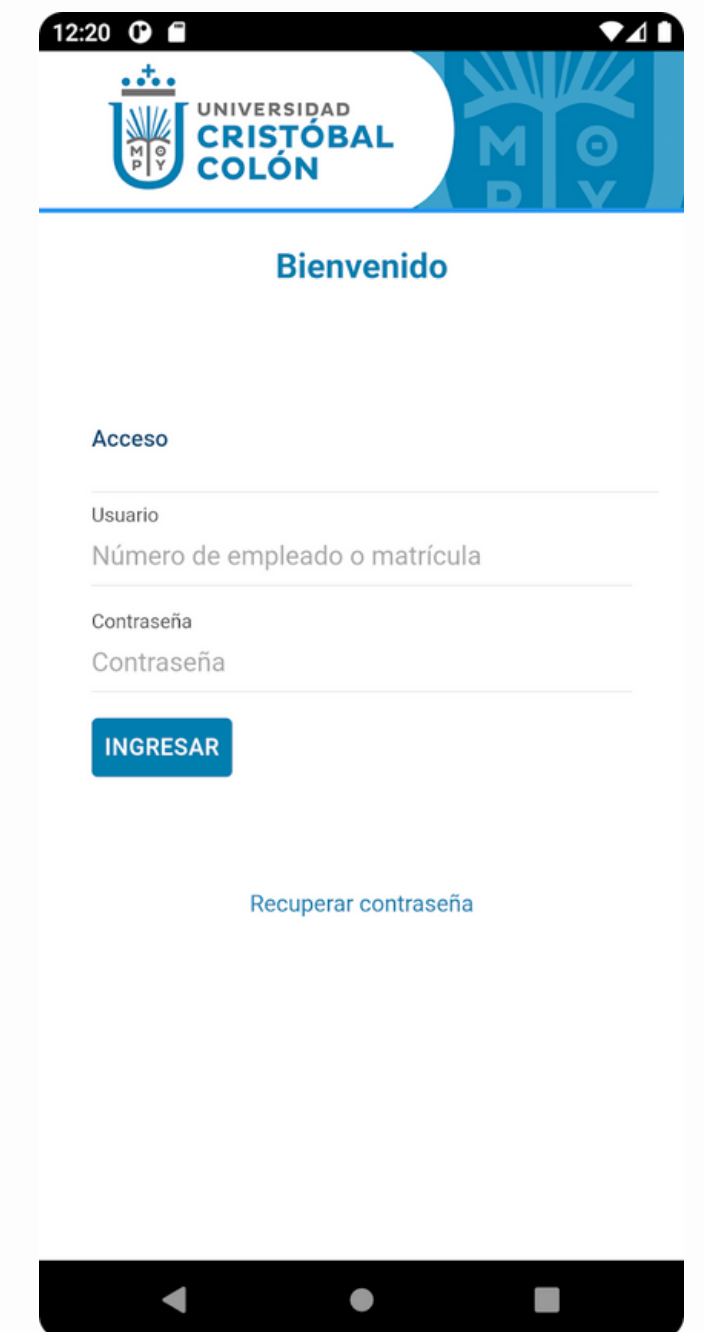 12:20
UNIVERSIDAD
CRISTÓBAL
COLÓN
Μ Θ
Ρ Υ
Μ Θ
Ρ Υ
Bienvenido
Acceso
Usuario
Número de empleado o matrícula
Contraseña
Contraseña
INGRESAR
Recuperar contraseña